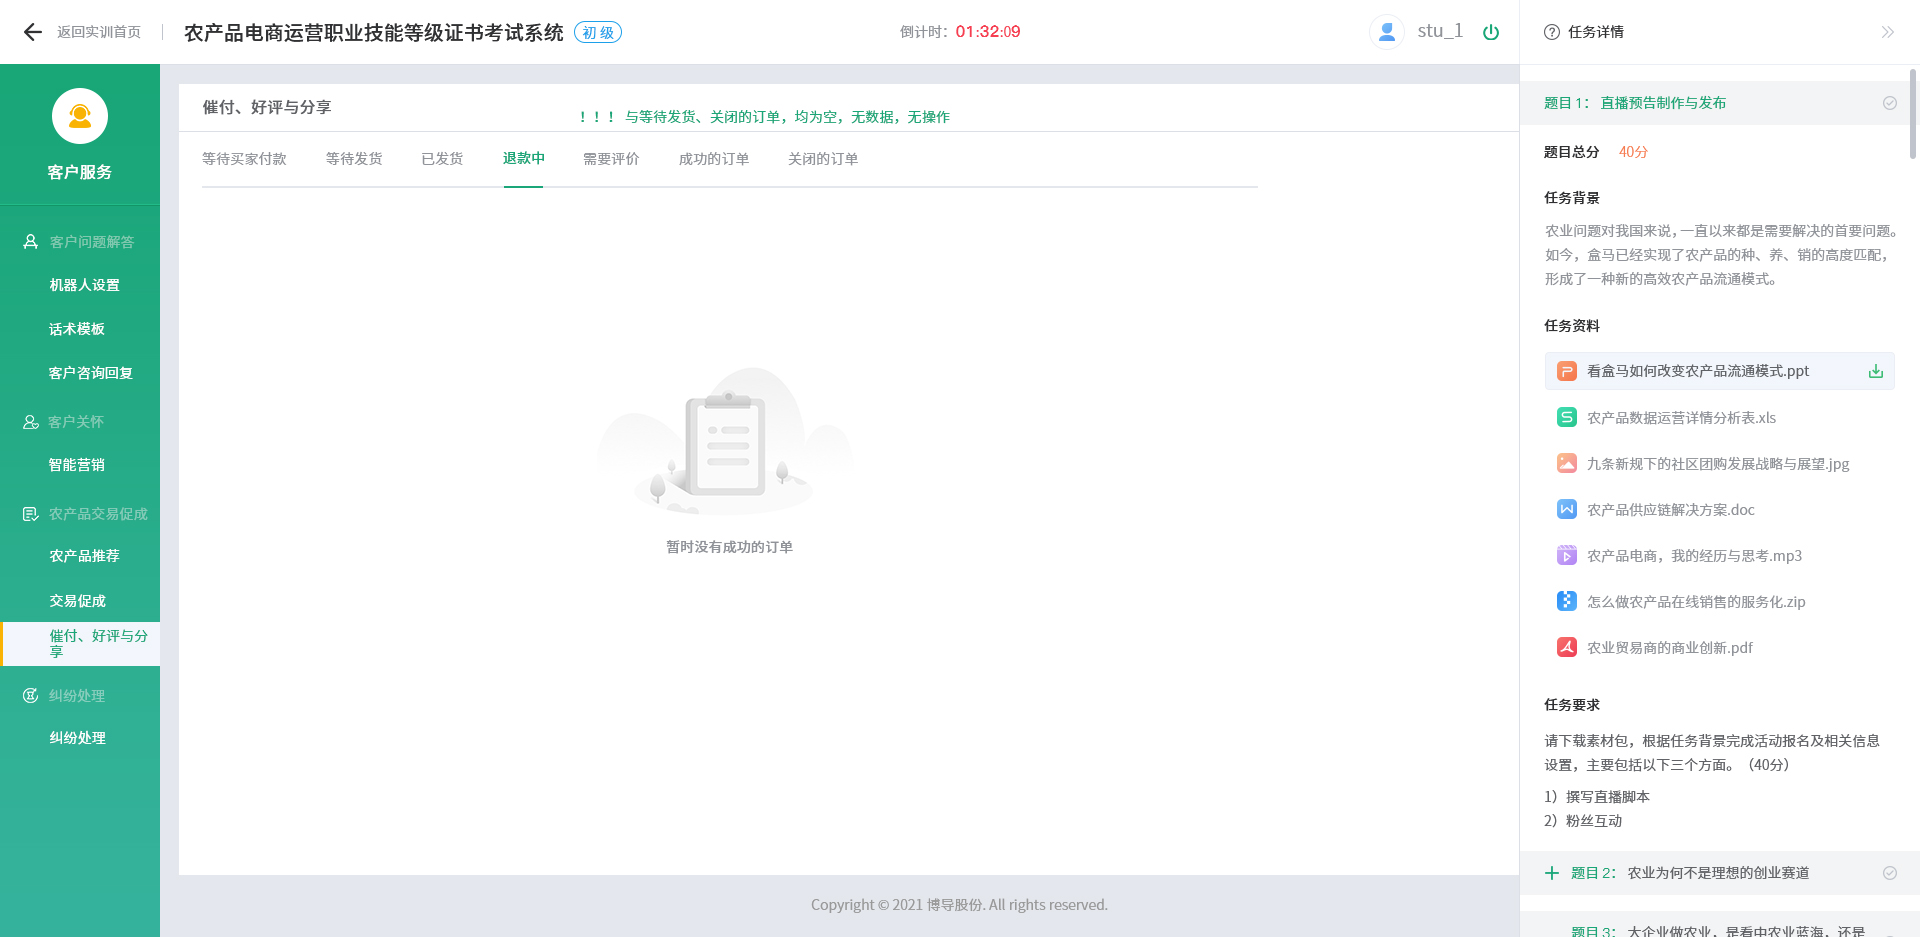 返回实训首页
农产品电商运营职业技能等级证书考试系统
初级
倒计时：01:32:09
stu_1
任务详情
客户服务
客户问题解答
机器人设置
话术模板
客户咨询回复
客户关怀
智能营销
农产品交易促成
农产品推荐
交易促成
催付、好评与分
享
纠纷处理
纠纷处理
催付、好评与分享
！！！ 与等待发货、关闭的订单，均为空，无数据，无操作
等待买家付款
等待发货
已发货
退款中
需要评价
成功的订单
关闭的订单
暂时没有成功的订单
Copyright © 2021 博导股份. All rights reserved.
题目 1： 直播预告制作与发布
题目总分 40分
任务背景
农业问题对我国来说，一直以来都是需要解决的首要问题。
如今，盒马已经实现了农产品的种、养、销的高度匹配，
形成了一种新的高效农产品流通模式。
任务资料
看盒马如何改变农产品流通模式.ppt
农产品数据运营详情分析表.xls
九条新规下的社区团购发展战略与展望.jpg
农产品供应链解决方案.doc
农产品电商，我的经历与思考.mp3
怎么做农产品在线销售的服务化.zip
农业贸易商的商业创新.pdf
任务要求
请下载素材包，根据任务背景完成活动报名及相关信息
设置，主要包括以下三个方面。（40分）
1）撰写直播脚本
2）粉丝互动
题目 2： 农业为何不是理想的创业赛道
题目 3： 大企业做农业，是看中农业蓝海，还是